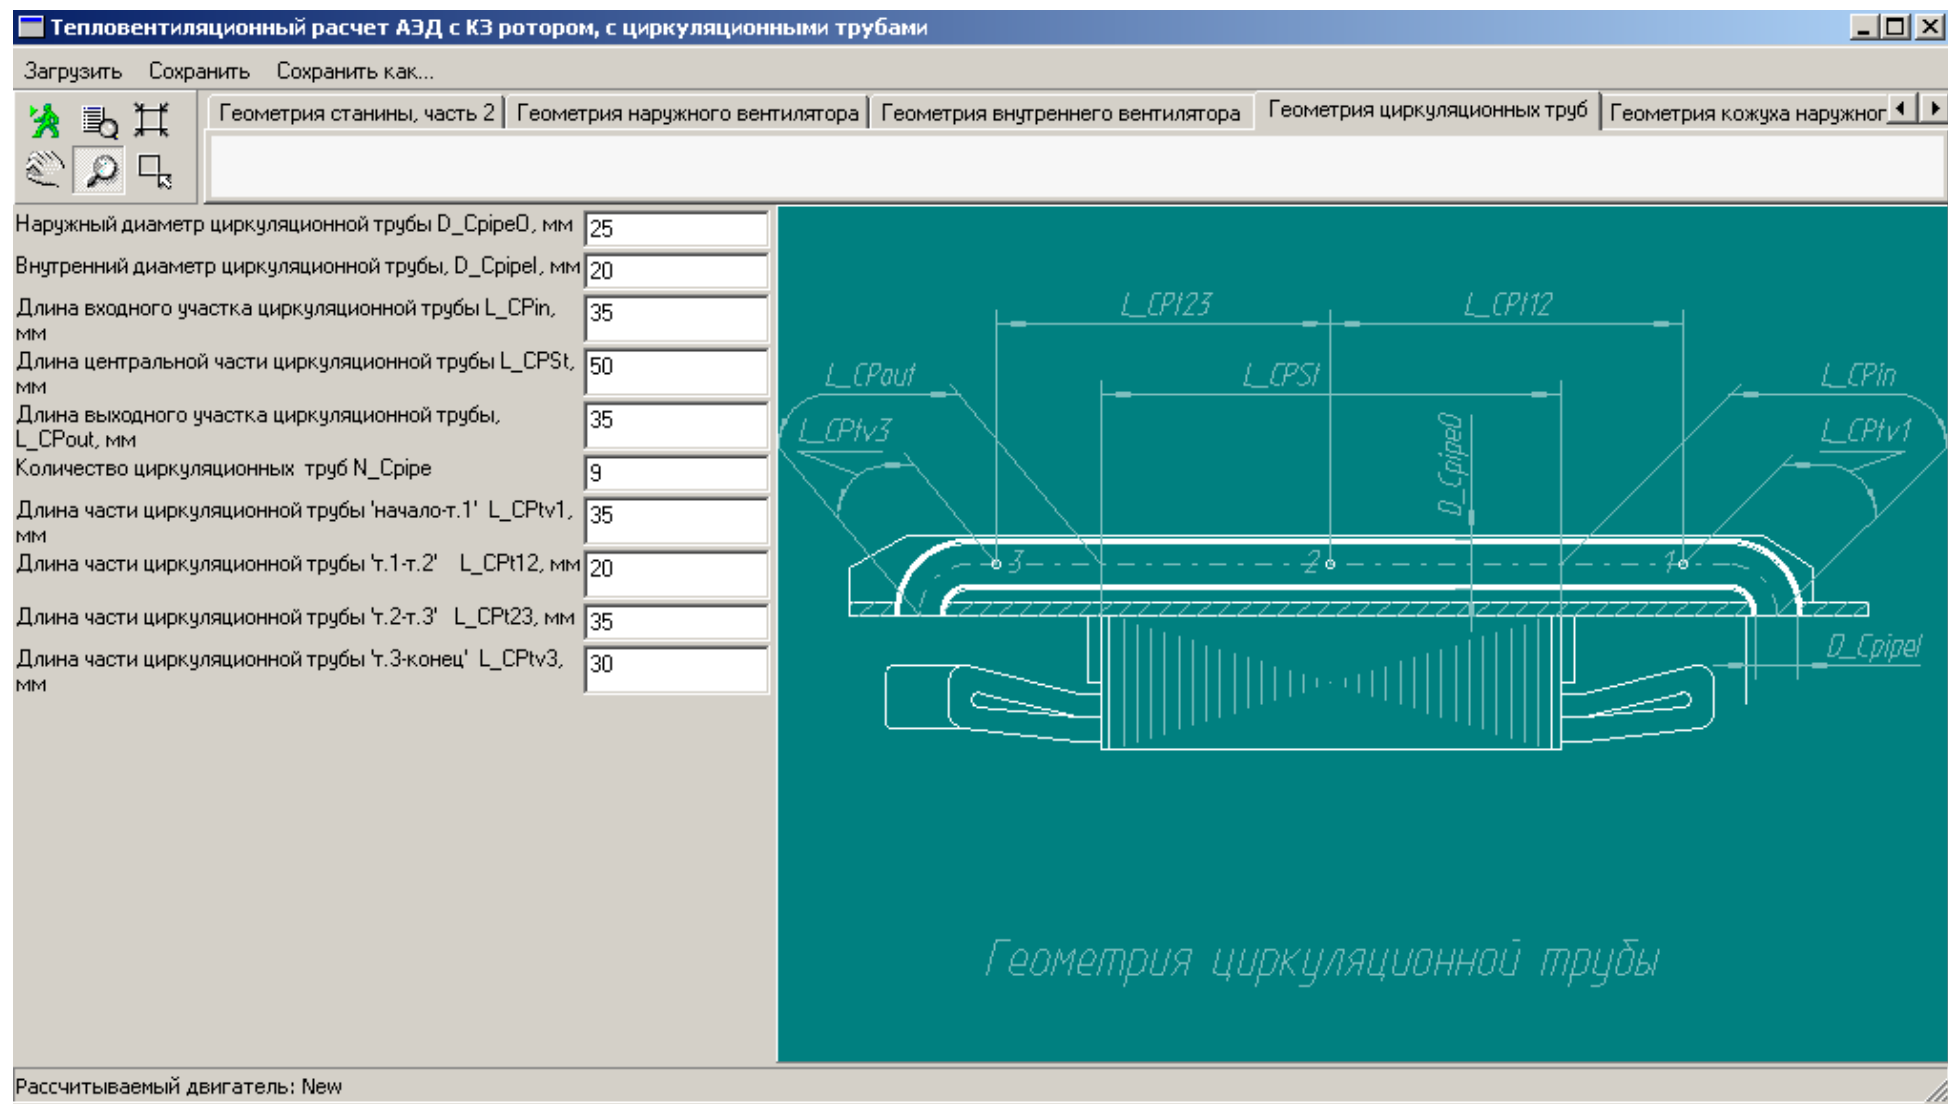 Тепловентиляционный расчет АЭД с КЗ ротором, с циркуляционными трубами
Загрузить Сохранить Сохранить как...
Геометрия станины, часть 2 Геометрия наружного вентилятора Геометрия внутреннего вентилятора Геометрия циркуляционных труб Геометрия кожуха наружног
Наружный диаметр циркуляционной трубы D_CpipeO, мм 25
Внутренний диаметр циркуляционной трубы, D_CpipeI, мм 20
Длина входного участка циркуляционной трубы L_CPin, 35
мм
Длина центральной части циркуляционной трубы L_CPSt, 50
мм
Длина выходного участка циркуляционной трубы, 35
L_CPout, мм
Количество циркуляционных труб N_Cpipe 9
Длина части циркуляционной трубы 'начало-т.1' L_CPtv1, 35
мм
Длина части циркуляционной трубы 'т.1-т.2' L_CPt12, мм 20
Длина части циркуляционной трубы 'т.2-т.3' L_CPt23, мм 35
Длина части циркуляционной трубы 'т.3-конец' L_CPtv3, 30
мм
L_CPt23 L_CPt12
L_CPout L_CPSt L_CPin
L_CPtv3 D_CpipeO L_CPtv1
3 2 1
D_CpipeI
Геометрия циркуляционной трубы
Рассчитываемый двигатель: New